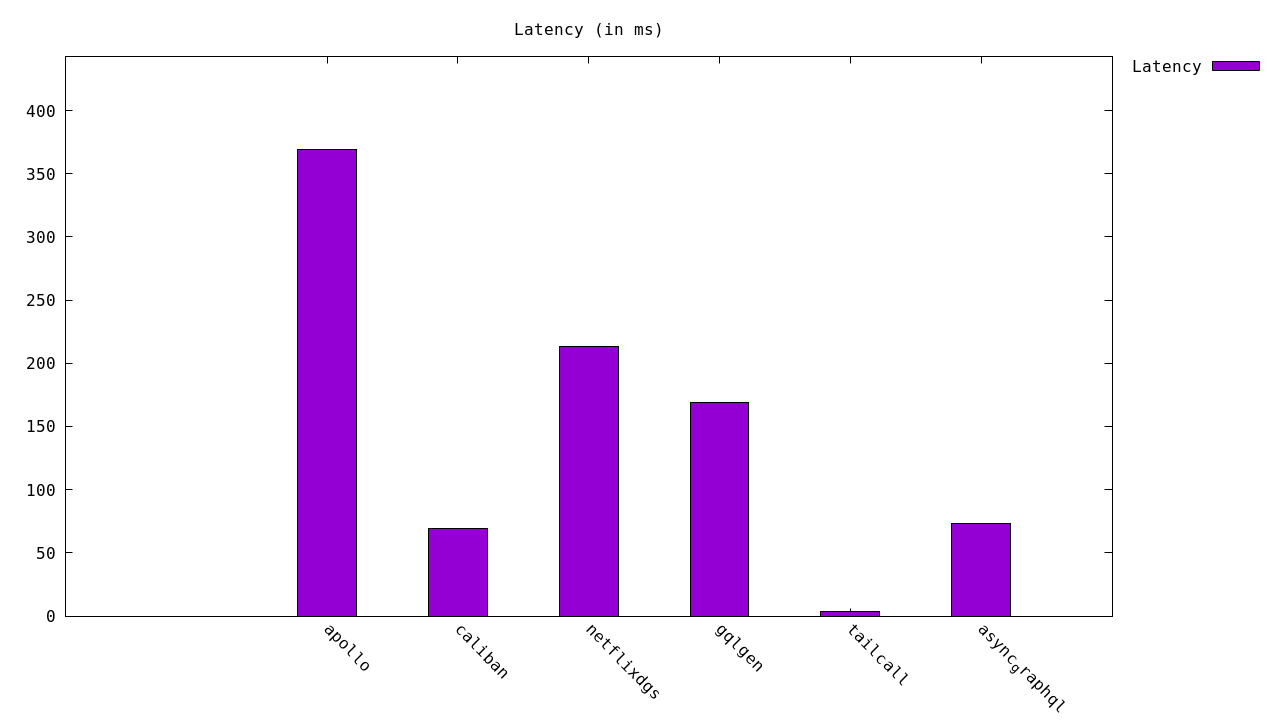 Latency (in ms)
Latency
400
350
300
250
200
150
100
50
0
apollo
caliban
netflixdgs
gqlgen
tailcall
asyncgraphql